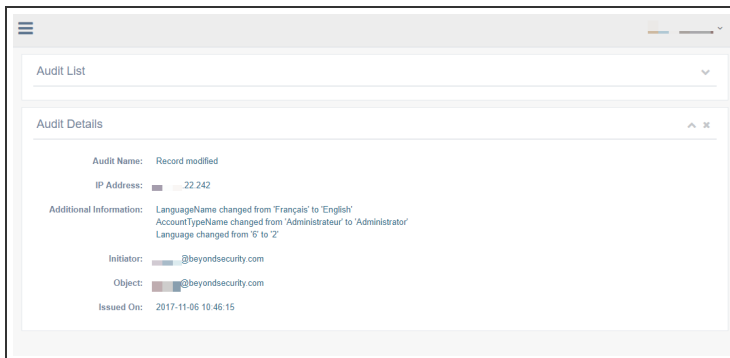 Audit List
Audit Details
Audit Name: Record modified
IP Address: .22.242
Additional Information: LanguageName changed from 'Français' to 'English'
AccountTypeName changed from 'Administrateur' to 'Administrator'
Language changed from '6' to '2'
Initiator: @beyondsecurity.com
Object: @beyondsecurity.com
Issued On: 2017-11-06 10:46:15